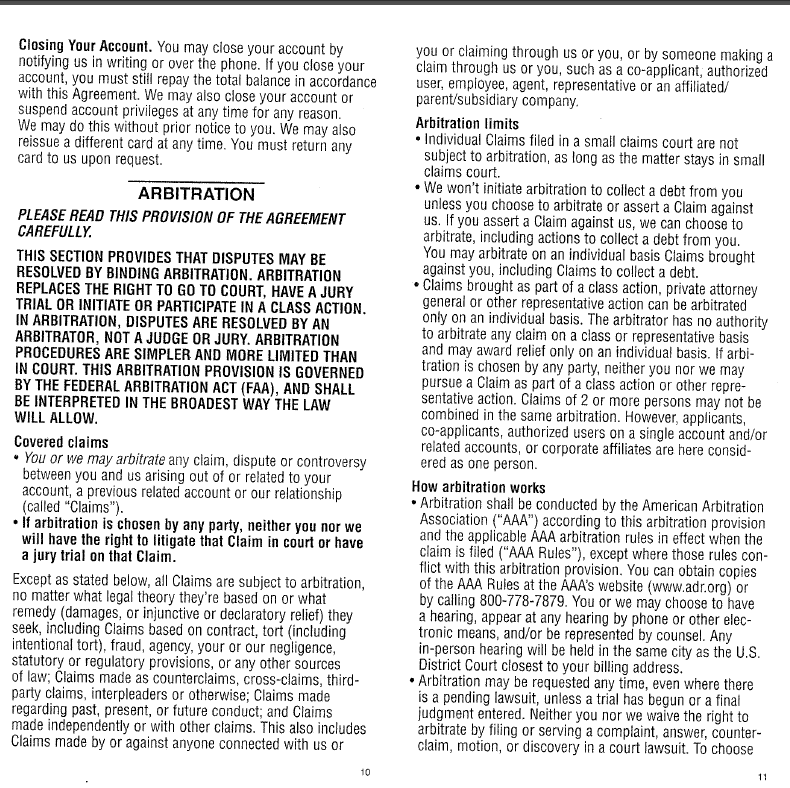 Closing Your Account. You may close your account by
notifying us in writing or over the phone. If you close your
account, you must still repay the total balance in accordance
with this Agreement. We may also close your account or
suspend account privileges at any time for any reason.
We may do this without prior notice to you. We may also
reissue a different card at any time. You must return any
card to us upon request.
ARBITRATION
PLEASE READ THIS PROVISION OF THE AGREEMENT
CAREFULLY.
THIS SECTION PROVIDES THAT DISPUTES MAY BE
RESOLVED BY BINDING ARBITRATION. ARBITRATION
REPLACES THE RIGHT TO GO TO COURT, HAVE A JURY
TRIAL OR INITIATE OR PARTICIPATE IN A CLASS ACTION.
IN ARBITRATION, DISPUTES ARE RESOLVED BY AN
ARBITRATOR, NOT A JUDGE OR JURY. ARBITRATION
PROCEDURES ARE SIMPLER AND MORE LIMITED THAN
IN COURT. THIS ARBITRATION PROVISION IS GOVERNED
BY THE FEDERAL ARBITRATION ACT (FAA), AND SHALL
BE INTERPRETED IN THE BROADEST WAY THE LAW
WILL ALLOW.
Covered claims
• You or we may arbitrate any claim, dispute or controversy
between you and us arising out of or related to your
account, a previous related account or our relationship
(called “Claims”).
• If arbitration is chosen by any party, neither you nor we
will have the right to litigate that Claim in court or have
a jury trial on that Claim.
Except as stated below, all Claims are subject to arbitration,
no matter what legal theory they’re based on or what
remedy (damages, or injunctive or declaratory relief) they
seek, including Claims based on contract, tort (including
intentional tort), fraud, agency, your or our negligence,
statutory or regulatory provisions, or any other sources
of law; Claims made as counterclaims, cross-claims, third-
party claims, interpleaders or otherwise; Claims made
regarding past, present, or future conduct; and Claims
made independently or with other claims. This also includes
Claims made by or against anyone connected with us or
10
you or claiming through us or you, or by someone making a
claim through us or you, such as a co-applicant, authorized
user, employee, agent, representative or an affiliated/
parent/subsidiary company.
Arbitration limits
• Individual Claims filed in a small claims court are not
subject to arbitration, as long as the matter stays in small
claims court.
• We won’t initiate arbitration to collect a debt from you
unless you choose to arbitrate or assert a Claim against
us. If you assert a Claim against us, we can choose to
arbitrate, including actions to collect a debt from you.
You may arbitrate on an individual basis Claims brought
against you, including Claims to collect a debt.
• Claims brought as part of a class action, private attorney
general or other representative action can be arbitrated
only on an individual basis. The arbitrator has no authority
to arbitrate any claim on a class or representative basis
and may award relief only on an individual basis. If arbi-
tration is chosen by any party, neither you nor we may
pursue a Claim as part of a class action or other repre-
sentative action. Claims of 2 or more persons may not be
combined in the same arbitration. However, applicants,
co-applicants, authorized users on a single account and/or
related accounts, or corporate affiliates are here consid-
ered as one person.
How arbitration works
• Arbitration shall be conducted by the American Arbitration
Association (“AAA”) according to this arbitration provision
and the applicable AAA arbitration rules in effect when the
claim is filed (“AAA Rules”), except where those rules con-
flict with this arbitration provision. You can obtain copies
of the AAA Rules at the AAA’s website (www.adr.org) or
by calling 800-778-7879. You or we may choose to have
a hearing, appear at any hearing by phone or other elec-
tronic means, and/or be represented by counsel. Any
in-person hearing will be held in the same city as the U.S.
District Court closest to your billing address.
• Arbitration may be requested any time, even where there
is a pending lawsuit, unless a trial has begun or a final
judgment entered. Neither you nor we waive the right to
arbitrate by filing or serving a complaint, answer, counter-
claim, motion, or discovery in a court lawsuit. To choose
11